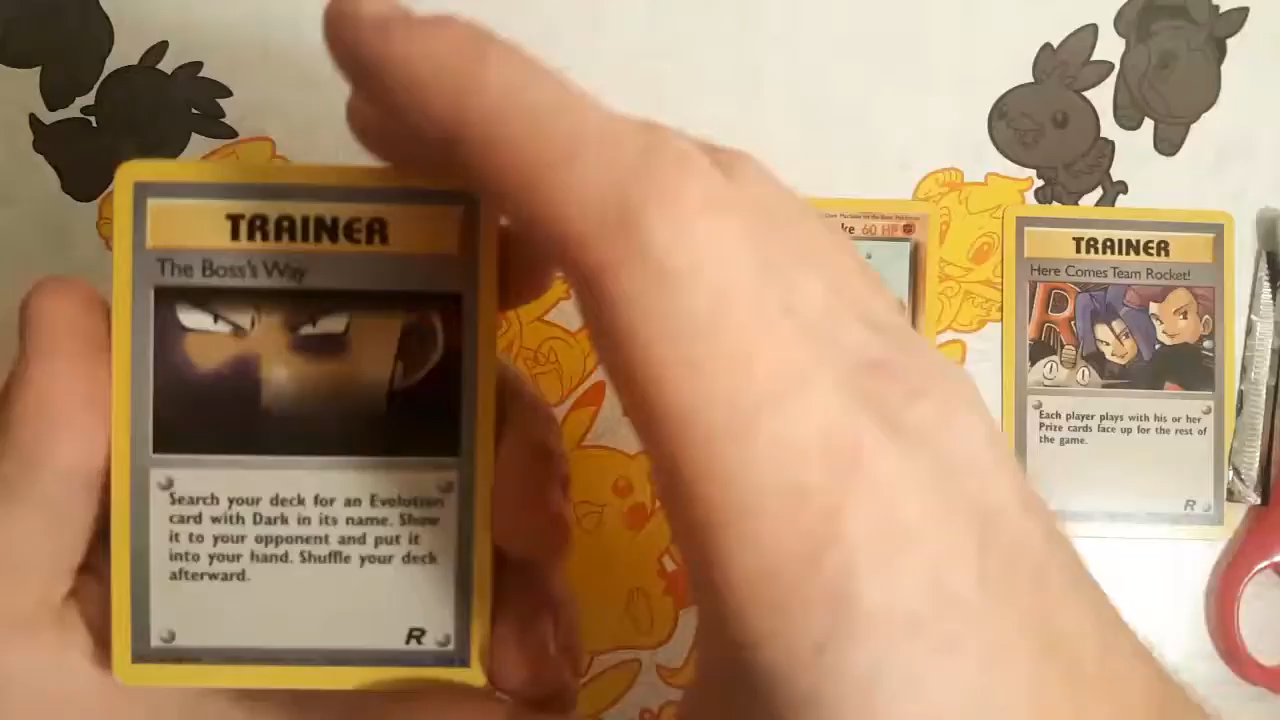 TRAINER
The Boss's Way
Search your deck for an Evolution
card with Dark in its name. Show
it to your opponent and put it
into your hand. Shuffle your deck
afterward.
R
ke 60 HP
TRAINER
Here Comes Team Rocket!
R
Each player plays with his or her
Prize cards face up for the rest of
the game.
R